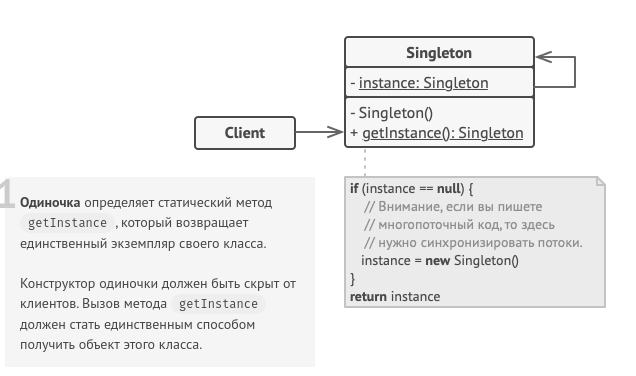 Singleton
- instance: Singleton
- Singleton()
+ getInstance(): Singleton
Client
1
Одиночка определяет статический метод
getInstance , который возвращает
единственный экземпляр своего класса.
Конструктор одиночки должен быть скрыт от
клиентов. Вызов метода getInstance
должен стать единственным способом
получить объект этого класса.
if (instance == null) {
// Внимание, если вы пишете
// многопоточный код, то здесь
// нужно синхронизировать потоки.
instance = new Singleton()
}
return instance